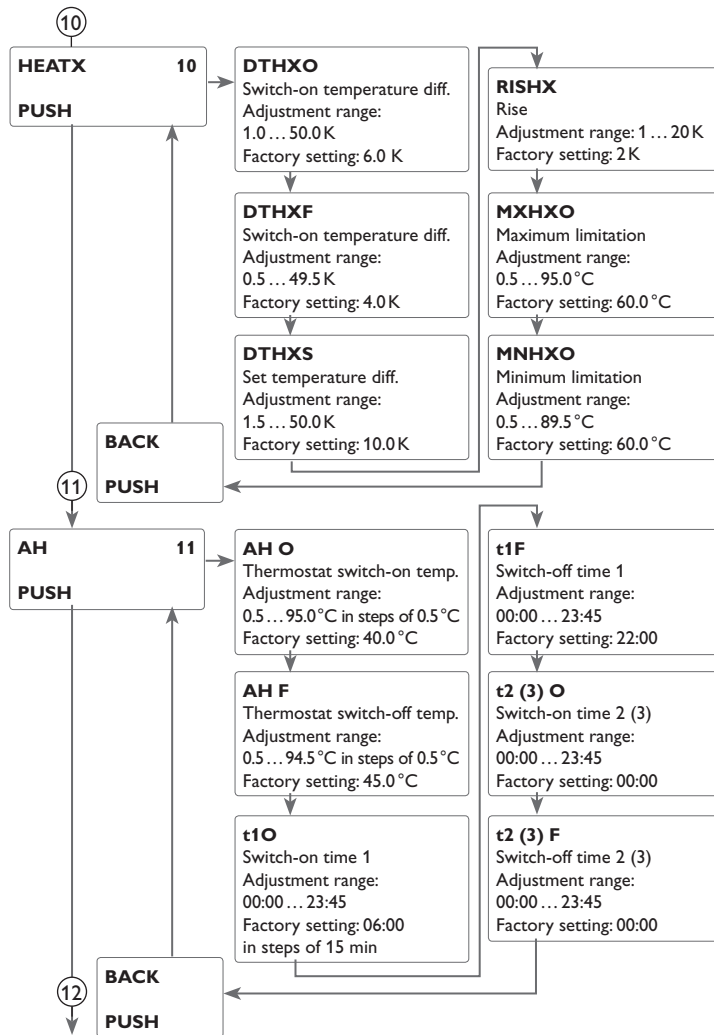 10
HEATX 10
PUSH
DTHXO
Switch-on temperature diff.
Adjustment range:
1.0 … 50.0 K
Factory setting: 6.0 K
DTHXF
Switch-on temperature diff.
Adjustment range:
0.5 … 49.5 K
Factory setting: 4.0 K
DTHXS
Set temperature diff.
Adjustment range:
1.5 … 50.0 K
Factory setting: 10.0 K
RISHX
Rise
Adjustment range: 1 … 20 K
Factory setting: 2 K
MXHXO
Maximum limitation
Adjustment range:
0.5 … 95.0 °C
Factory setting: 60.0 °C
MNHXO
Minimum limitation
Adjustment range:
0.5 … 89.5 °C
Factory setting: 60.0 °C
BACK
PUSH
11
AH 11
PUSH
AH O
Thermostat switch-on temp.
Adjustment range:
0.5 … 95.0 °C in steps of 0.5 °C
Factory setting: 40.0 °C
AH F
Thermostat switch-off temp.
Adjustment range:
0.5 … 94.5 °C in steps of 0.5 °C
Factory setting: 45.0 °C
t1O
Switch-on time 1
Adjustment range:
00:00 … 23:45
Factory setting: 06:00
in steps of 15 min
t1F
Switch-off time 1
Adjustment range:
00:00 … 23:45
Factory setting: 22:00
t2 (3) O
Switch-on time 2 (3)
Adjustment range:
00:00 … 23:45
Factory setting: 00:00
t2 (3) F
Switch-off time 2 (3)
Adjustment range:
00:00 … 23:45
Factory setting: 00:00
BACK
PUSH
12